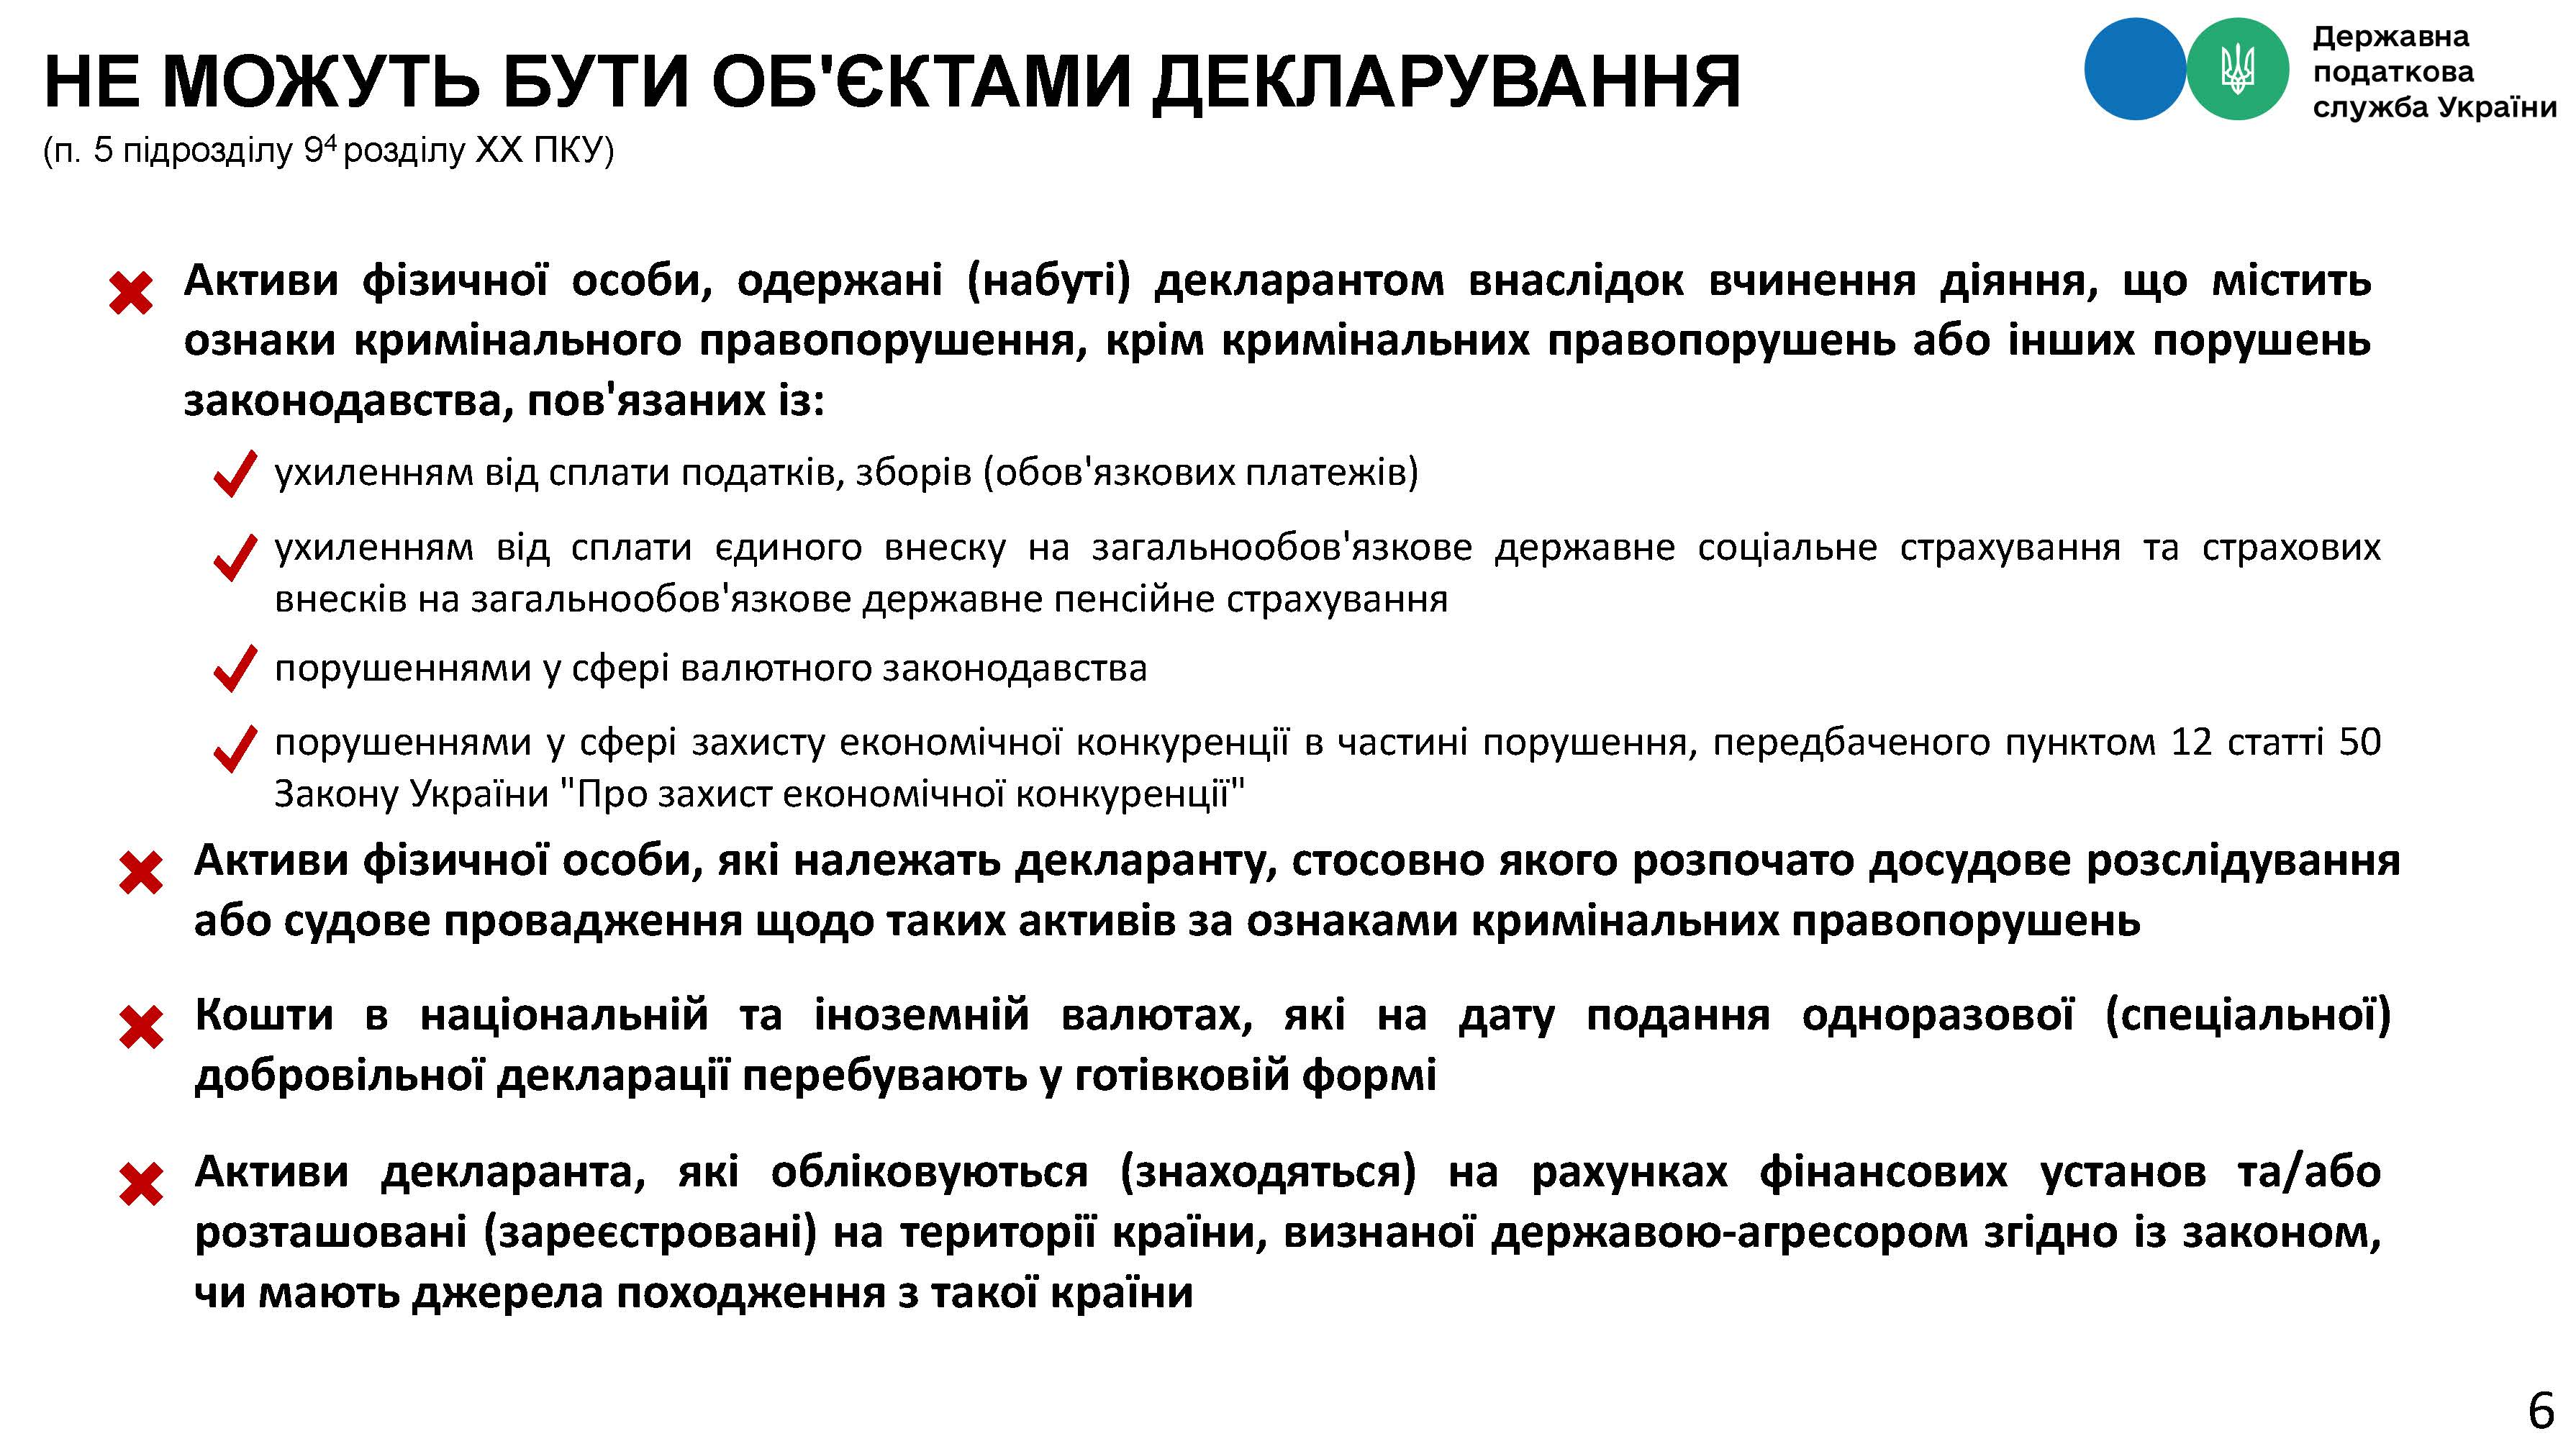 НЕ МОЖУТЬ БУТИ ОБ'ЄКТАМИ ДЕКЛАРУВАННЯ
(п. 5 підрозділу 9⁴ розділу ХХ ПКУ)
Державна
податкова
служба України
Активи фізичної особи, одержані (набуті) декларантом внаслідок вчинення діяння, що містить
ознаки кримінального правопорушення, крім кримінальних правопорушень або інших порушень
законодавства, пов'язаних із:
ухиленням від сплати податків, зборів (обов'язкових платежів)
ухиленням від сплати єдиного внеску на загальнообов'язкове державне соціальне страхування та страхових
внесків на загальнообов'язкове державне пенсійне страхування
порушеннями у сфері валютного законодавства
порушеннями у сфері захисту економічної конкуренції в частині порушення, передбаченого пунктом 12 статті 50
Закону України "Про захист економічної конкуренції"
Активи фізичної особи, які належать декларанту, стосовно якого розпочато досудове розслідування
або судове провадження щодо таких активів за ознаками кримінальних правопорушень
Кошти в національній та іноземній валютах, які на дату подання одноразової (спеціальної)
добровільної декларації перебувають у готівковій формі
Активи декларанта, які обліковуються (знаходяться) на рахунках фінансових установ та/або
розташовані (зареєстровані) на території країни, визнаної державою-агресором згідно із законом,
чи мають джерела походження з такої країни
6